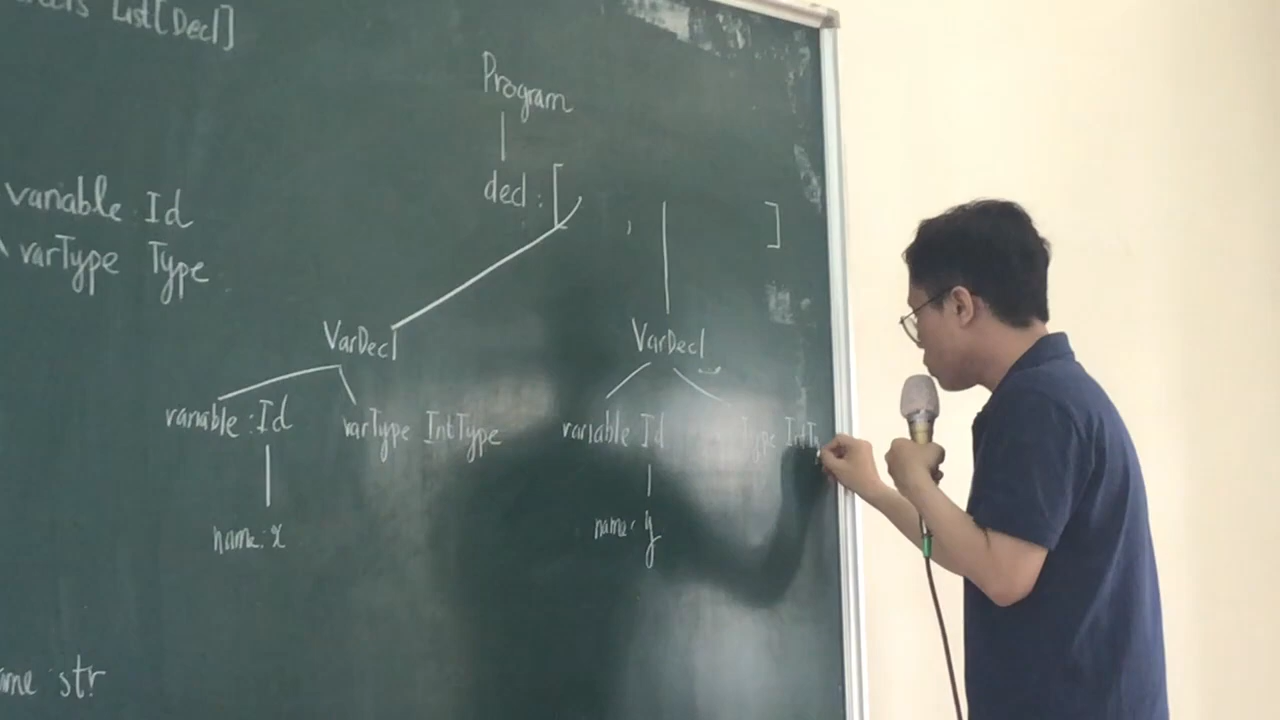 List[Decl]
Program
decl : [ , ]
variable Id
varType Type
VarDecl VarDecl
variable : Id varType IntType variable Id Type IntTy
name: x name: y
str